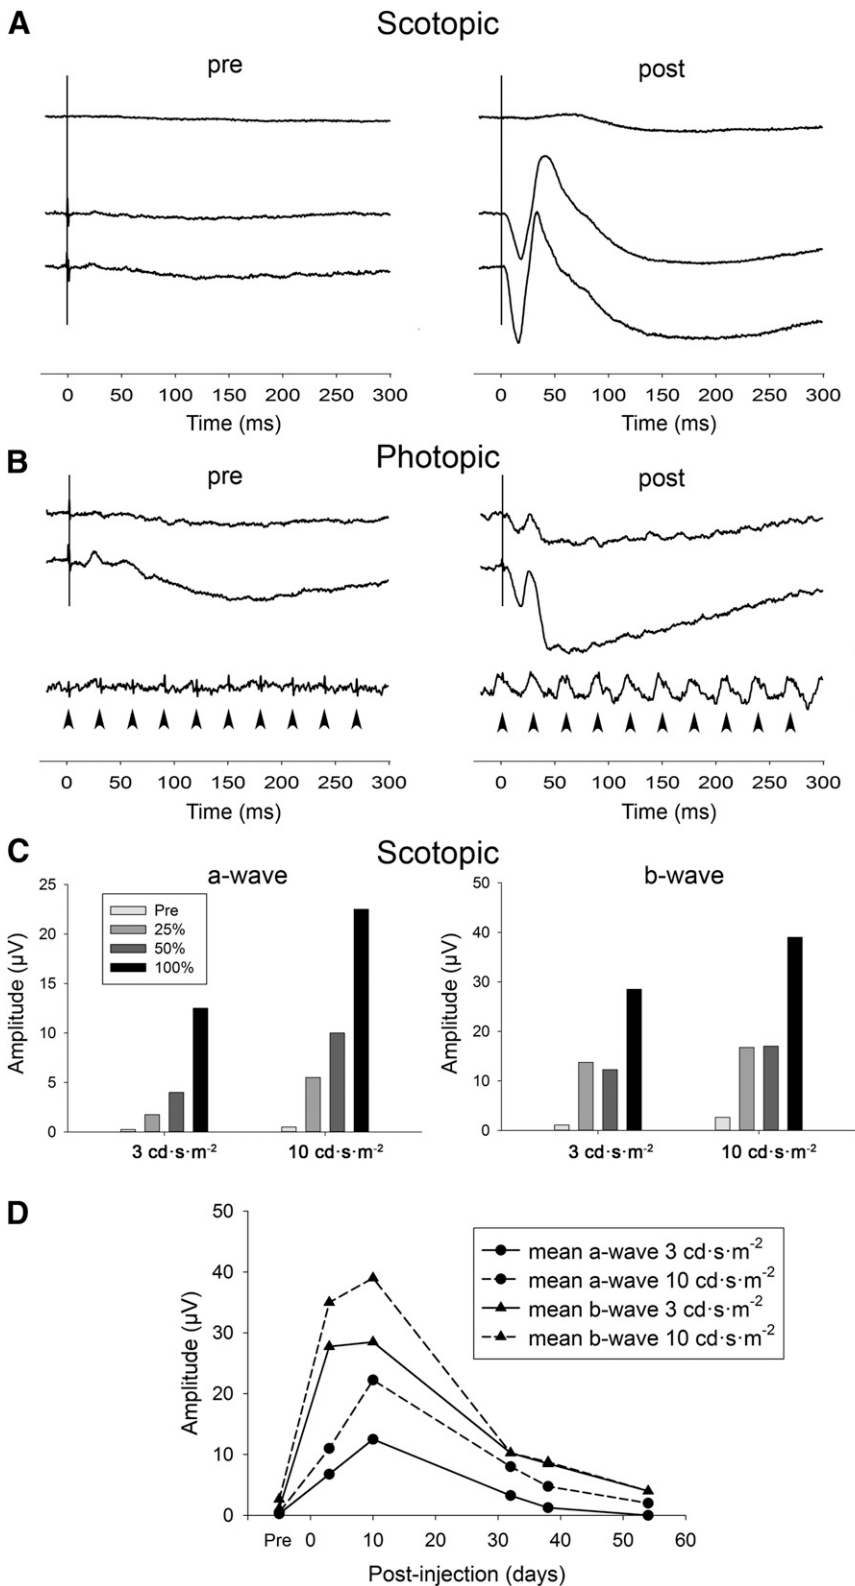 A
Scotopic
pre
post
0 50 100 150 200 250 300
0 50 100 150 200 250 300
Time (ms)
Time (ms)
B
Photopic
pre
post
0 50 100 150 200 250 300
0 50 100 150 200 250 300
Time (ms)
Time (ms)
C
Scotopic
a-wave
b-wave
Amplitude (µV)
25
20
15
10
5
0
Pre
25%
50%
100%
3 cd·s·m-2
10 cd·s·m-2
Amplitude (µV)
50
40
30
20
10
0
3 cd·s·m-2
10 cd·s·m-2
D
Amplitude (µV)
50
40
30
20
10
0
mean a-wave 3 cd·s·m-2
mean a-wave 10 cd·s·m-2
mean b-wave 3 cd·s·m-2
mean b-wave 10 cd·s·m-2
Pre 0 10 20 30 40 50 60
Post-injection (days)